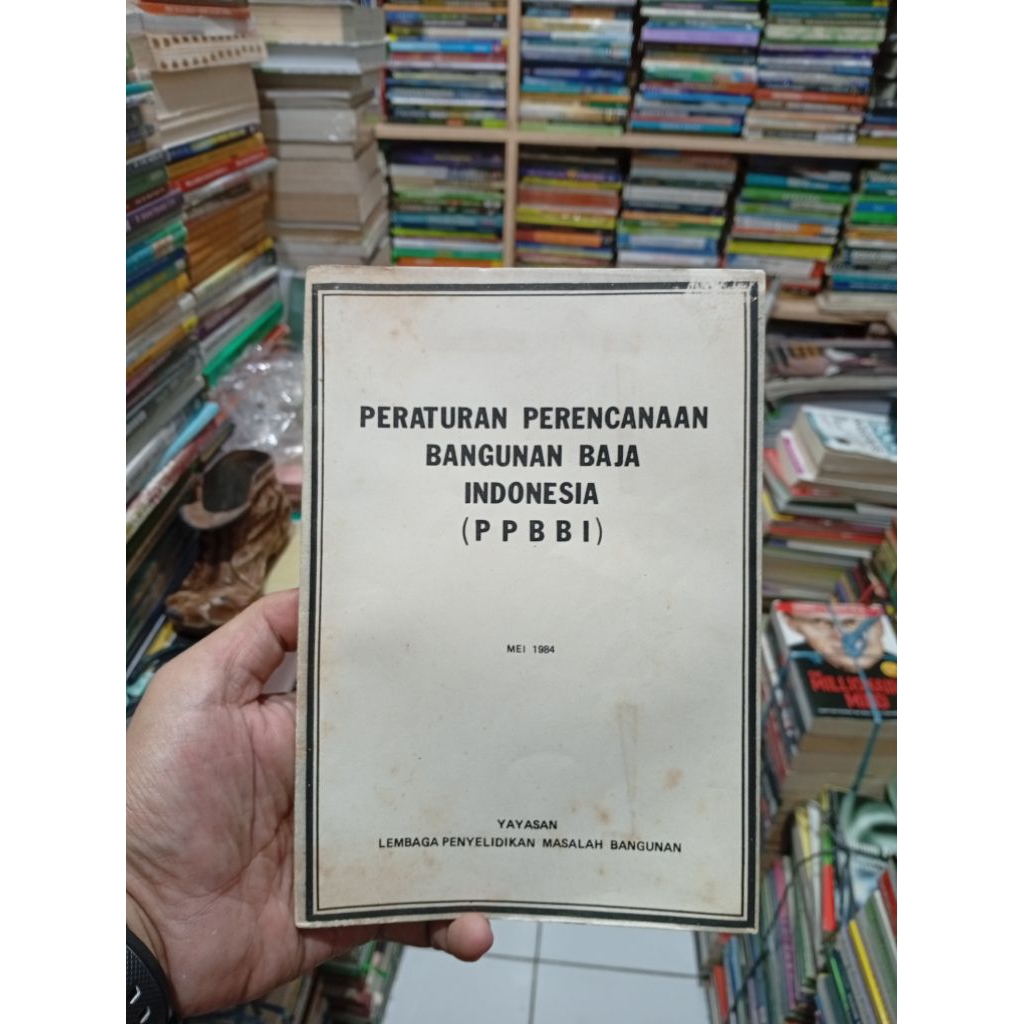 PERATURAN PERENCANAAN
BANGUNAN BAJA
INDONESIA
(PPBBI)
MEI 1984
YAYASAN
LEMBAGA PENYELIDIKAN MASALAH BANGUNAN